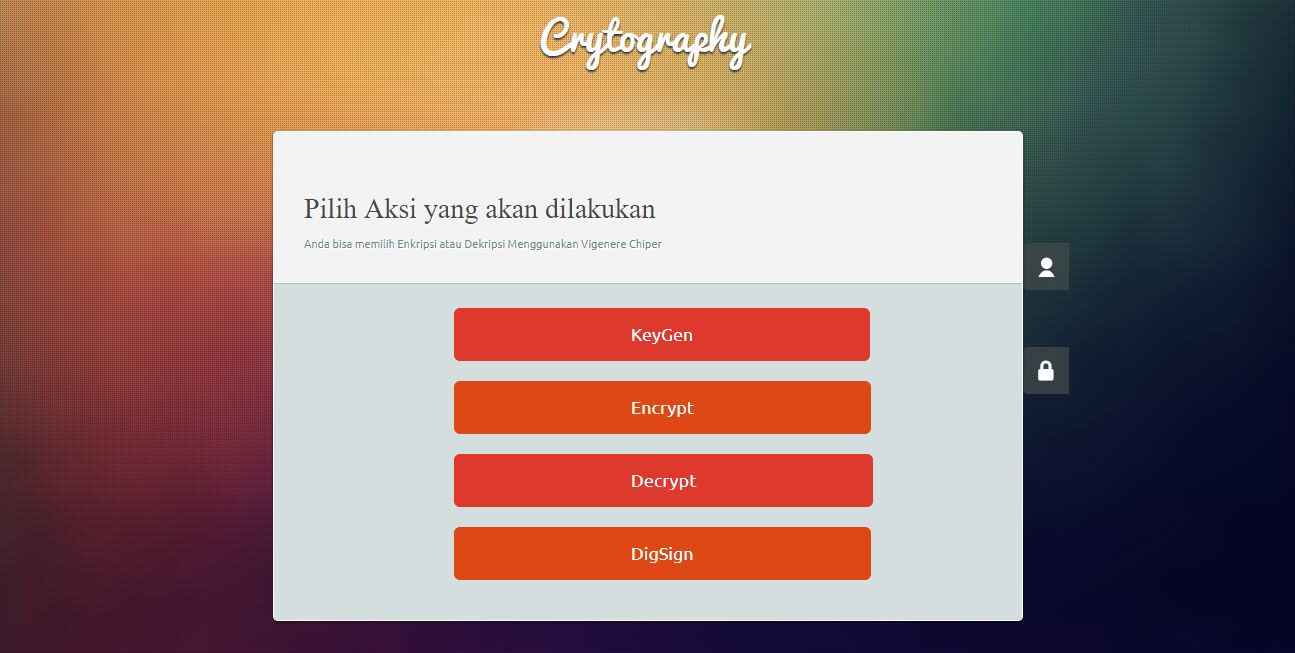 Crytography
Pilih Aksi yang akan dilakukan
Anda bisa memilih Enkripsi atau Dekripsi Menggunakan Vigenere Chiper
KeyGen
Encrypt
Decrypt
DigSign